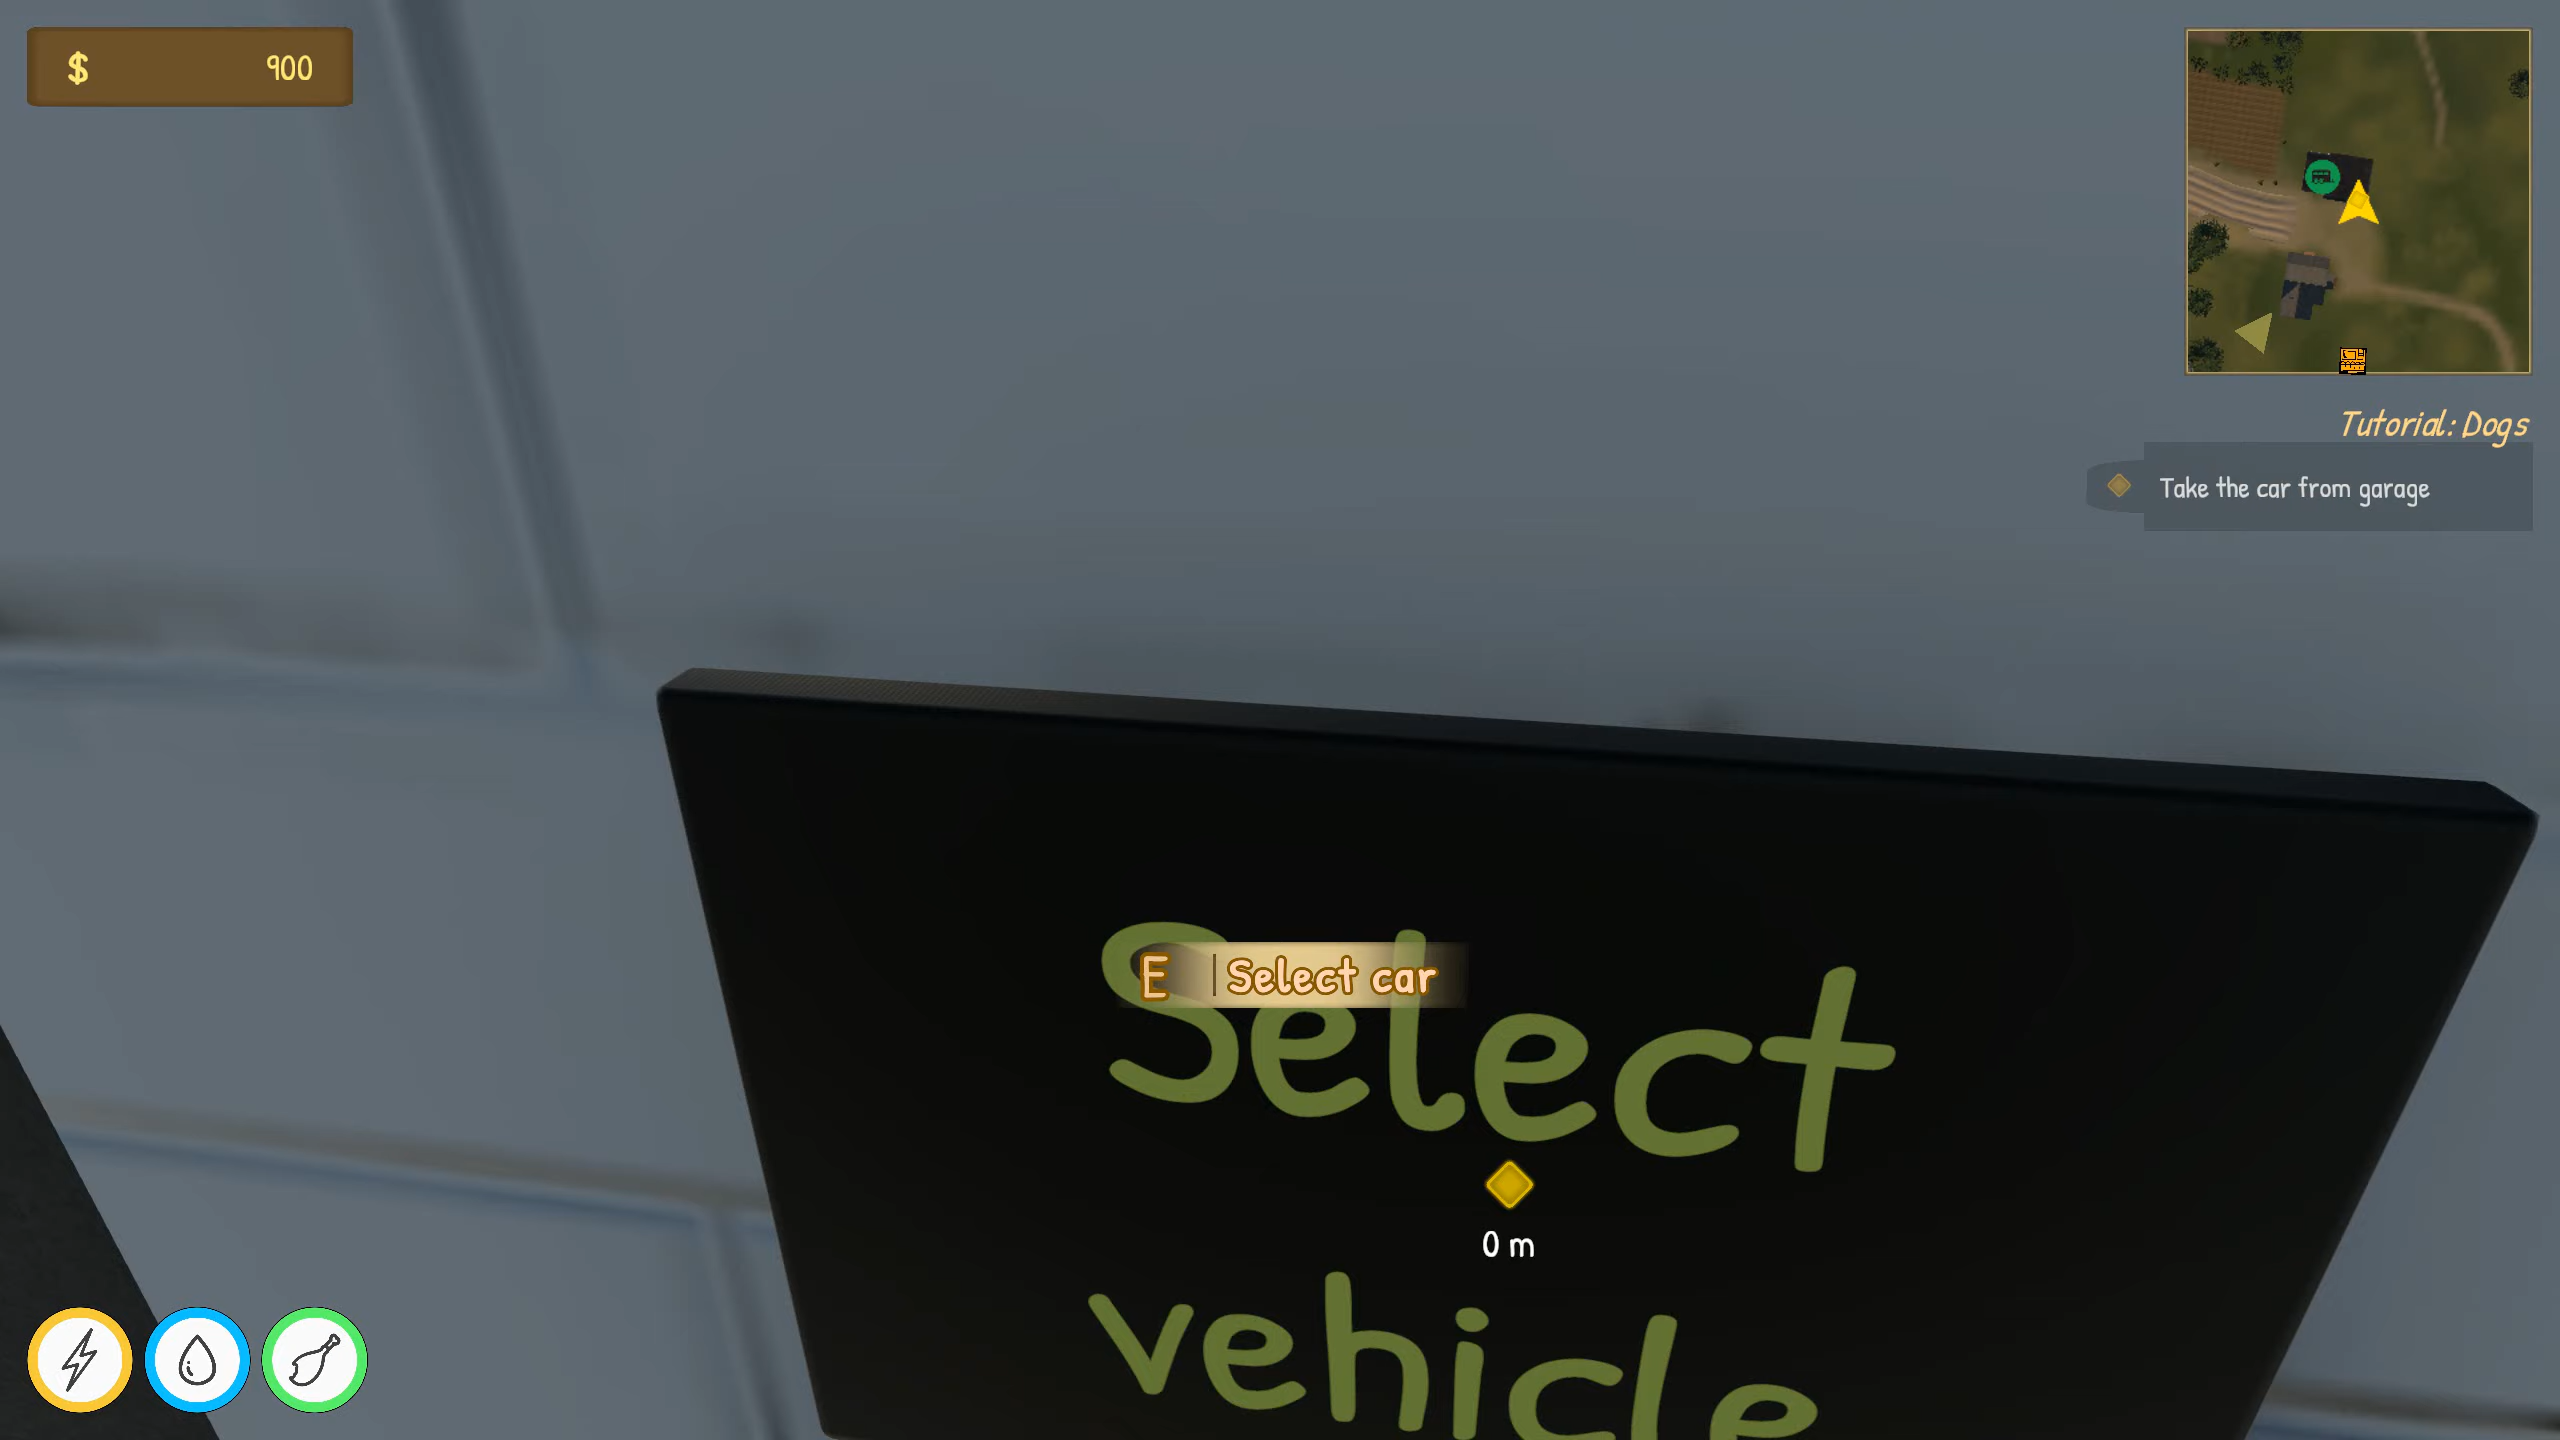 $ 900
Tutorial: Dogs
Take the car from garage
E Select car
Select
0 m
vehicle